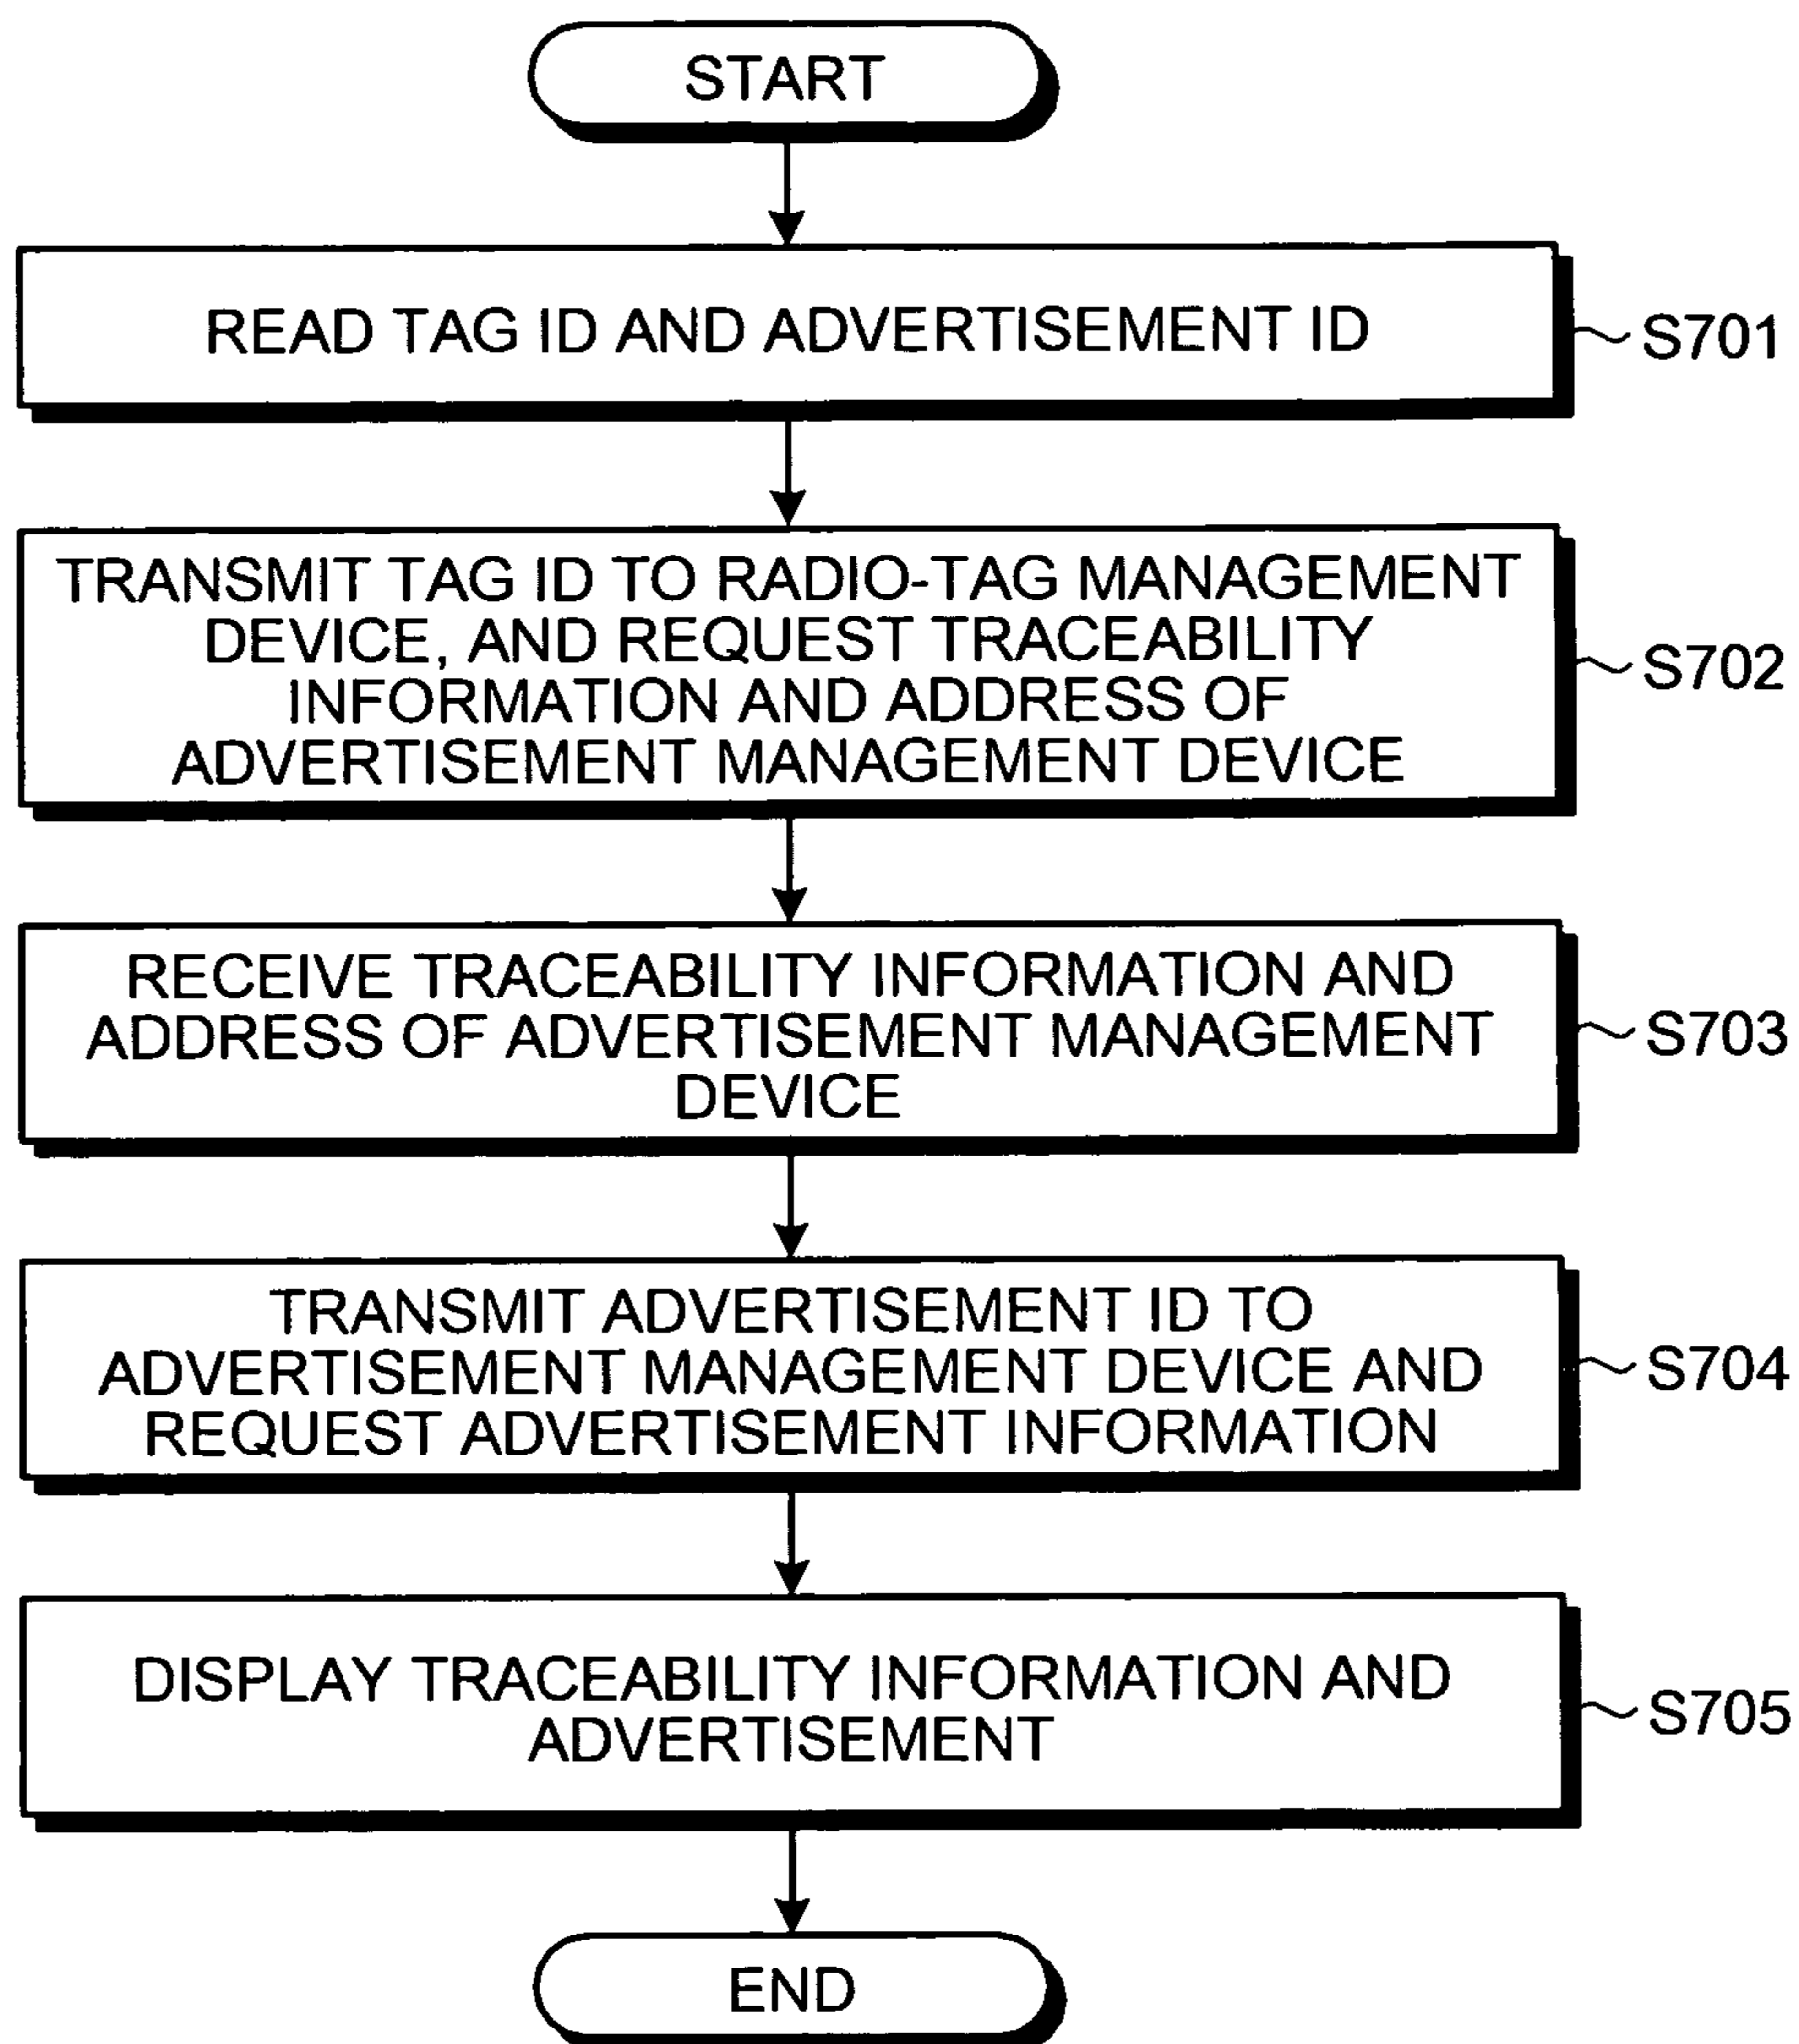 START
READ TAG ID AND ADVERTISEMENT ID
S701
TRANSMIT TAG ID TO RADIO-TAG MANAGEMENT
DEVICE, AND REQUEST TRACEABILITY
INFORMATION AND ADDRESS OF
ADVERTISEMENT MANAGEMENT DEVICE
S702
RECEIVE TRACEABILITY INFORMATION AND
ADDRESS OF ADVERTISEMENT MANAGEMENT
DEVICE
S703
TRANSMIT ADVERTISEMENT ID TO
ADVERTISEMENT MANAGEMENT DEVICE AND
REQUEST ADVERTISEMENT INFORMATION
S704
DISPLAY TRACEABILITY INFORMATION AND
ADVERTISEMENT
S705
END